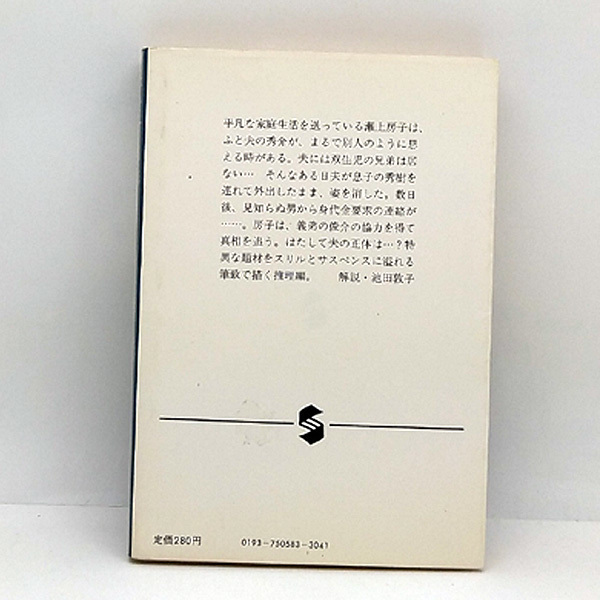 平凡な家庭生活を送っている瀬上房子は、
ふと夫の秀介が、まるで別人のように思
える時がある。夫には双生児の兄弟は居
ない… そんなある日夫が息子の秀樹を
連れて外出したまま、姿を消した。数日
後、見知らぬ男から身代金要求の連絡が
……。房子は、義弟の俊介の協力を得て
真相を追う。はたして夫の正体は…？特
異な題材をスリルとサスペンスに溢れる
筆致で描く推理編。 解説・池田敦子
定価280円
0193-750583-3041